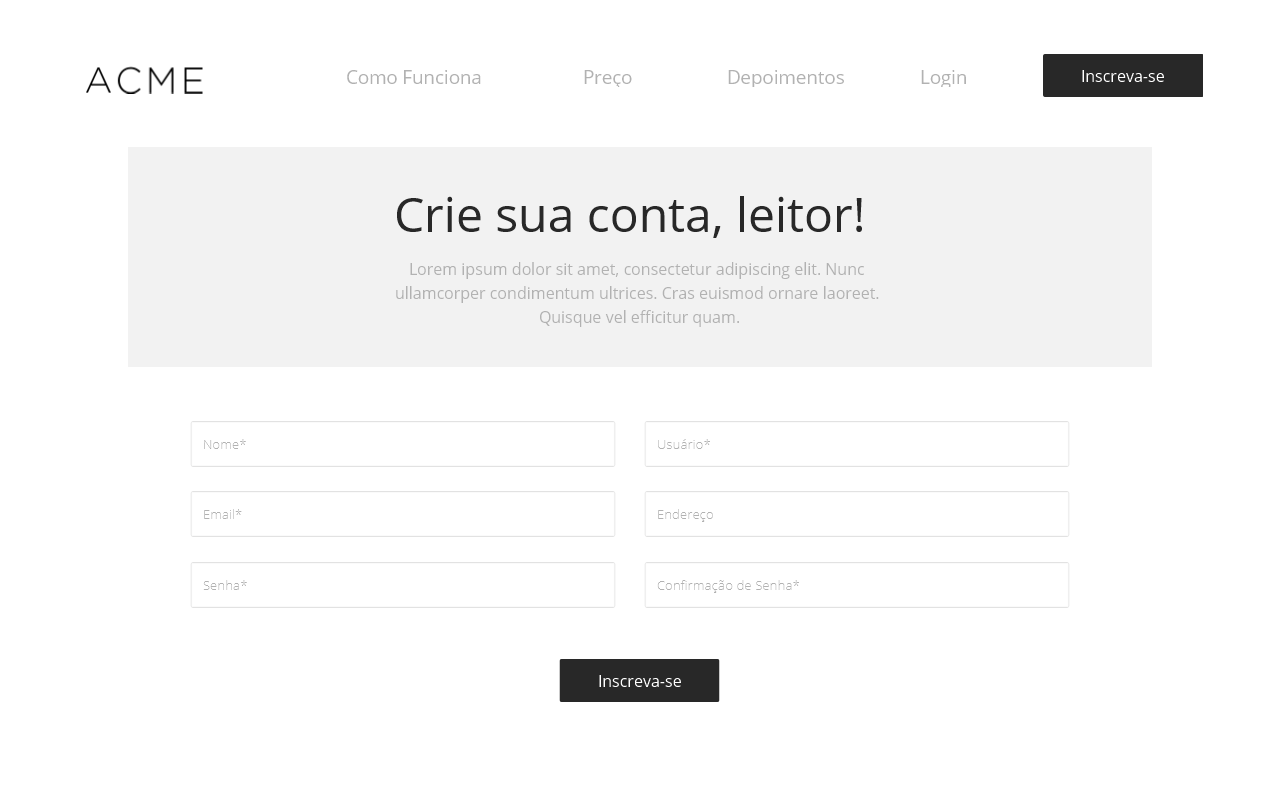 ACME
Como Funciona
Preço
Depoimentos
Login
Inscreva-se
Crie sua conta, leitor!
Lorem ipsum dolor sit amet, consectetur adipiscing elit. Nunc
ullamcorper condimentum ultrices. Cras euismod ornare laoreet.
Quisque vel efficitur quam.
Nome*
Usuário*
Email*
Endereço
Senha*
Confirmação de Senha*
Inscreva-se